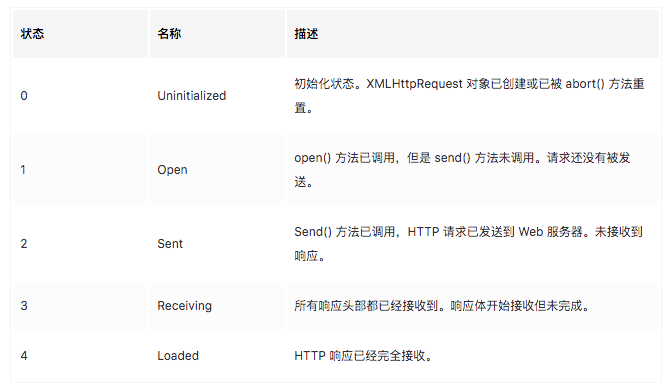 状态 名称 描述
0 Uninitialized 初始化状态。XMLHttpRequest 对象已创建或已被 abort() 方法重
置。
1 Open open() 方法已调用，但是 send() 方法未调用。请求还没有被发
送。
2 Sent Send() 方法已调用，HTTP 请求已发送到 Web 服务器。未接收到
响应。
3 Receiving 所有响应头部都已经接收到。响应体开始接收但未完成。
4 Loaded HTTP 响应已经完全接收。